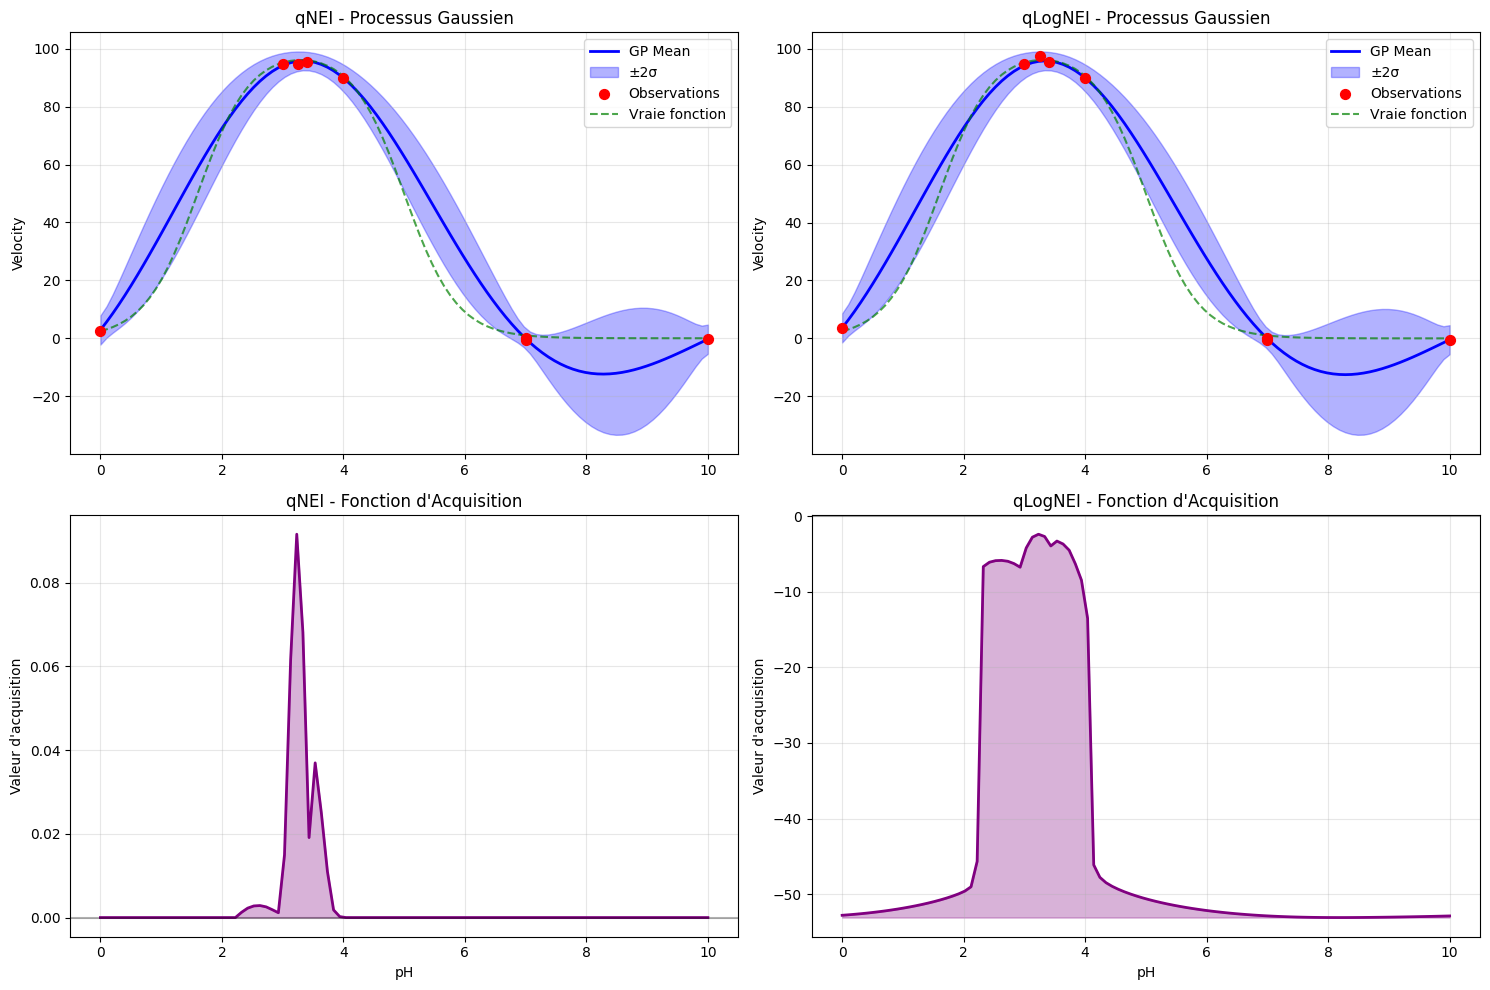 qNEI - Processus Gaussien
100
80
60
40
20
0
−20
Velocity
GP Mean
±2σ
Observations
Vraie fonction
0 2 4 6 8 10
qLogNEI - Processus Gaussien
100
80
60
40
20
0
−20
Velocity
GP Mean
±2σ
Observations
Vraie fonction
0 2 4 6 8 10
qNEI - Fonction d'Acquisition
0.08
0.06
0.04
0.02
0.00
Valeur d'acquisition
0 2 4 6 8 10
pH
qLogNEI - Fonction d'Acquisition
0
−10
−20
−30
−40
−50
Valeur d'acquisition
0 2 4 6 8 10
pH